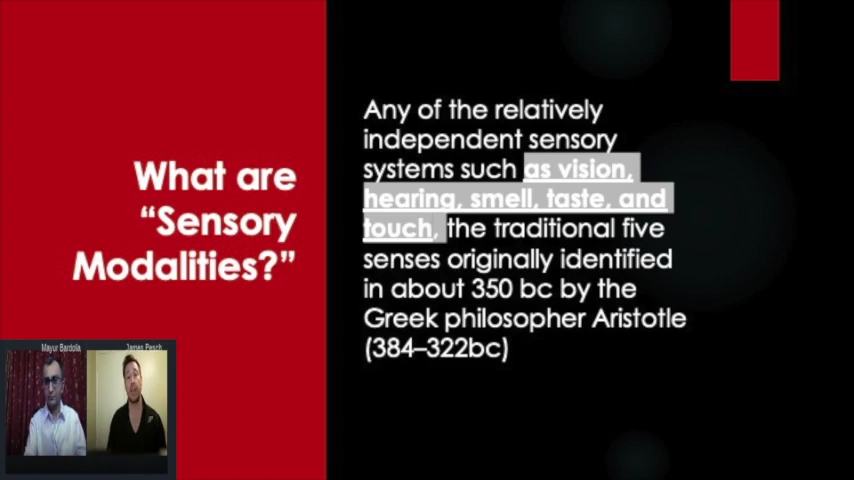 What are
“Sensory
Modalities?”
Any of the relatively
independent sensory
systems such as vision,
hearing, smell, taste, and
touch, the traditional five
senses originally identified
in about 350 bc by the
Greek philosopher Aristotle
(384–322bc)
Mayur Bardola
James Pesch